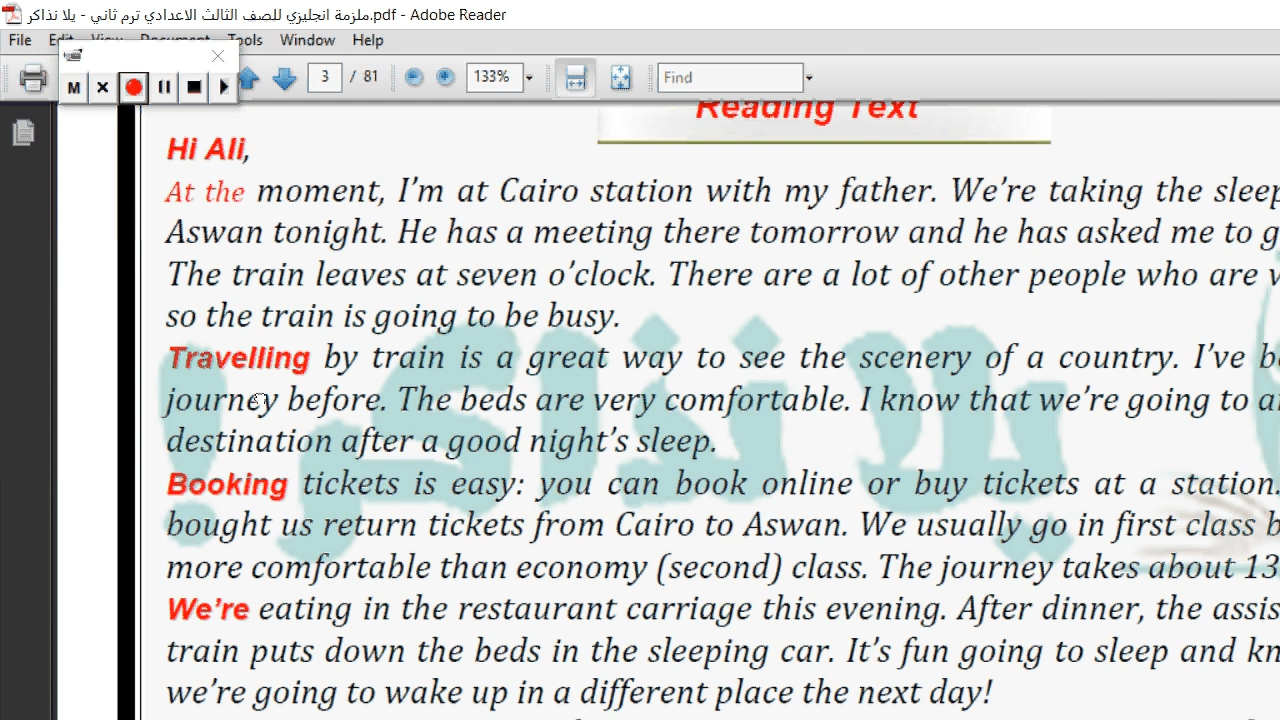 ملزمة انجليزي للصف الثالث الاعدادي ترم ثاني - يلا نذاكر.pdf - Adobe Reader
File Edit View Document Tools Window Help
M
3 / 81 133% Find
Reading Text
Hi Ali,
At the moment, I'm at Cairo station with my father. We're taking the
Aswan tonight. He has a meeting there tomorrow and he has asked me to
The train leaves at seven o'clock. There are a lot of other people who are
so the train is going to be busy.
Travelling by train is a great way to see the scenery of a country. I've
journey before. The beds are very comfortable. I know that we're going to
destination after a good night's sleep.
Booking tickets is easy: you can book online or buy tickets at a station.
bought us return tickets from Cairo to Aswan. We usually go in first class
more comfortable than economy (second) class. The journey takes about 13
We're eating in the restaurant carriage this evening. After dinner, the
train puts down the beds in the sleeping car. It's fun going to sleep and
we're going to wake up in a different place the next day!
يلا نذاكر!